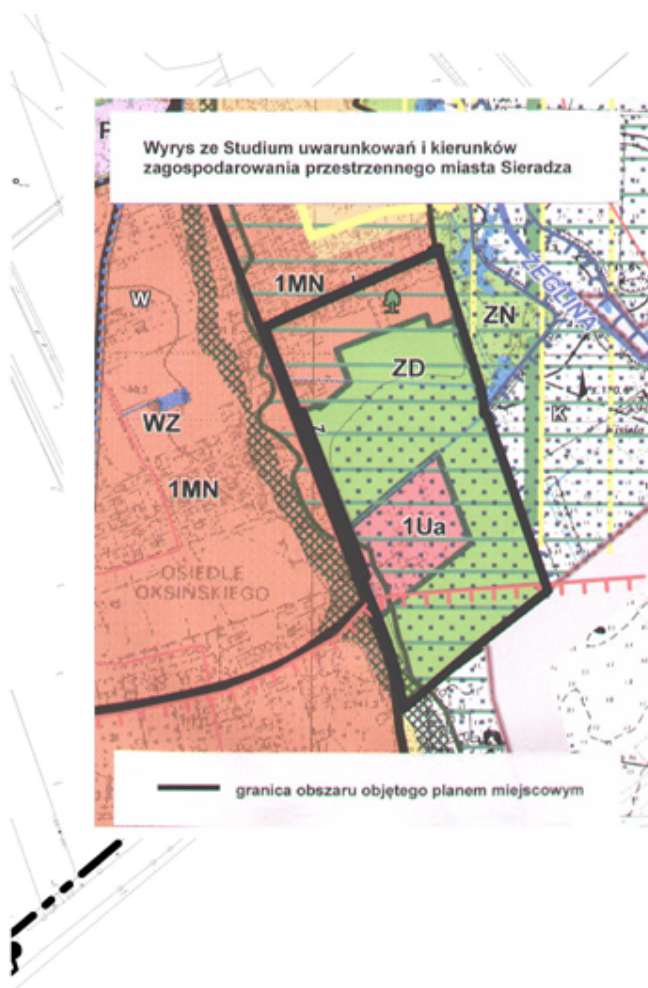 Wyrys ze Studium uwarunkowań i kierunków
zagospodarowania przestrzennego miasta Sieradza
1MN
W
ŻEGLINA
ZN
ZD
WZ
K
1MN
1Ua
OSIEDLE
OKSIŃSKIEGO
granica obszaru objętego planem miejscowym